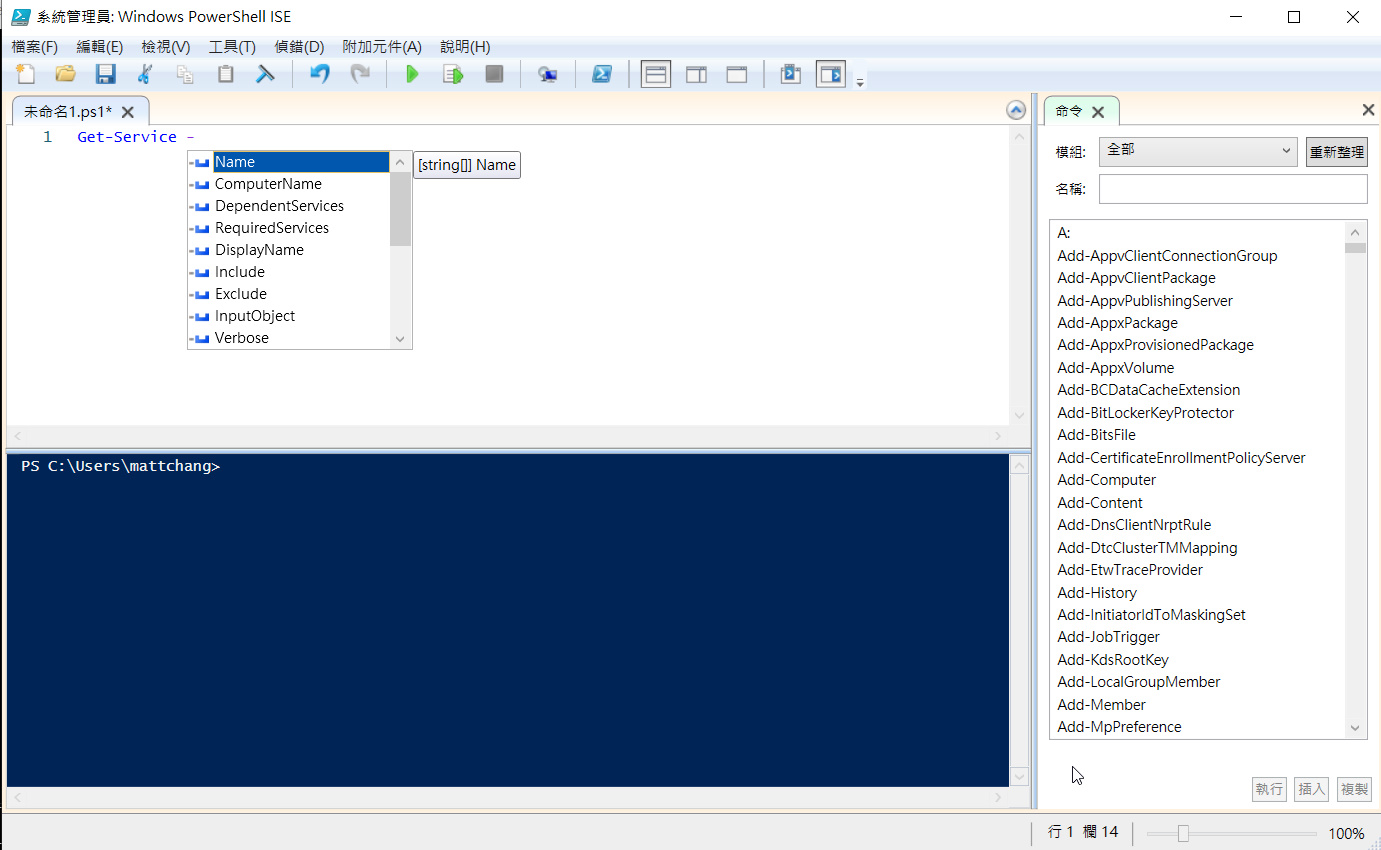 系統管理員: Windows PowerShell ISE
檔案(F) 編輯(E) 檢視(V) 工具(T) 偵錯(D) 附加元件(A) 說明(H)
未命名1.ps1*
1 Get-Service -
Name
[string[]] Name
ComputerName
DependentServices
RequiredServices
DisplayName
Include
Exclude
InputObject
Verbose
PS C:\Users\mattchang>
命令
模組: 全部 重新整理
名稱:
A:
Add-AppvClientConnectionGroup
Add-AppvClientPackage
Add-AppvPublishingServer
Add-AppxPackage
Add-AppxProvisionedPackage
Add-AppxVolume
Add-BCDataCacheExtension
Add-BitLockerKeyProtector
Add-BitsFile
Add-CertificateEnrollmentPolicyServer
Add-Computer
Add-Content
Add-DnsClientNrptRule
Add-DtcClusterTMMapping
Add-EtwTraceProvider
Add-History
Add-InitiatorIdToMaskingSet
Add-JobTrigger
Add-KdsRootKey
Add-LocalGroupMember
Add-Member
Add-MpPreference
執行 插入 複製
行 1 欄 14 100%